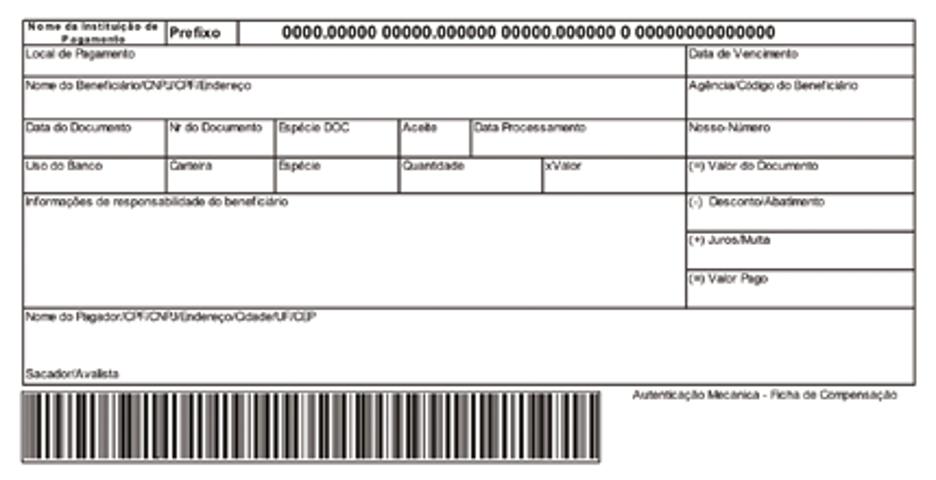 Nome da Instituição de
Pagamento
Prefixo
0000.00000 00000.000000 00000.000000 0 00000000000000
Local de Pagamento
Data de Vencimento
Nome do Beneficiário/CNPJ/CPF/Endereço
Agência/Código do Beneficiário
Data do Documento
Nr do Documento
Espécie DOC
Aceite
Data Processamento
Nosso-Número
Uso do Banco
Carteira
Espécie
Quantidade
xValor
(=) Valor do Documento
Informações de responsabilidade do beneficiário
(-) Desconto/Abatimento
(+) Juros/Multa
(=) Valor Pago
Nome do Pagador/CPF/CNPJ/Endereço/Cidade/UF/CEP
Sacador/Avalista
Autenticação Mecanica - Ficha de Compensação